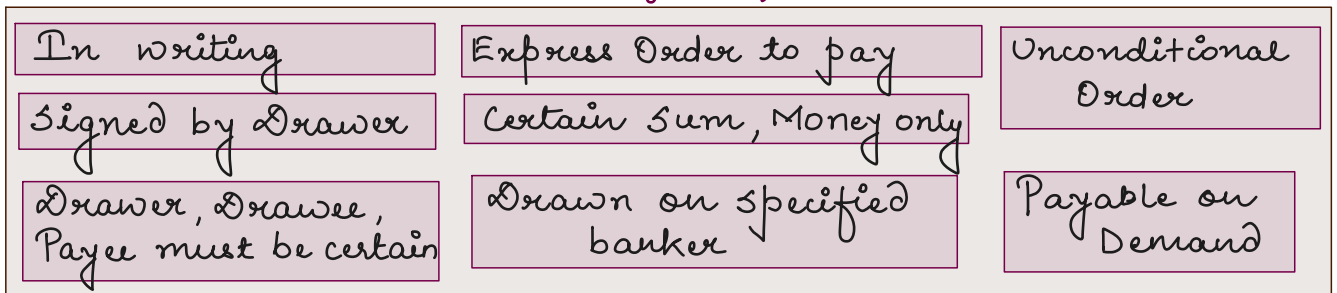 In writing
Express Order to pay
Unconditional
Order
Signed by Drawer
Certain Sum, Money only
Drawer, Drawee,
Payee must be certain
Drawn on specified
banker
Payable on
Demand